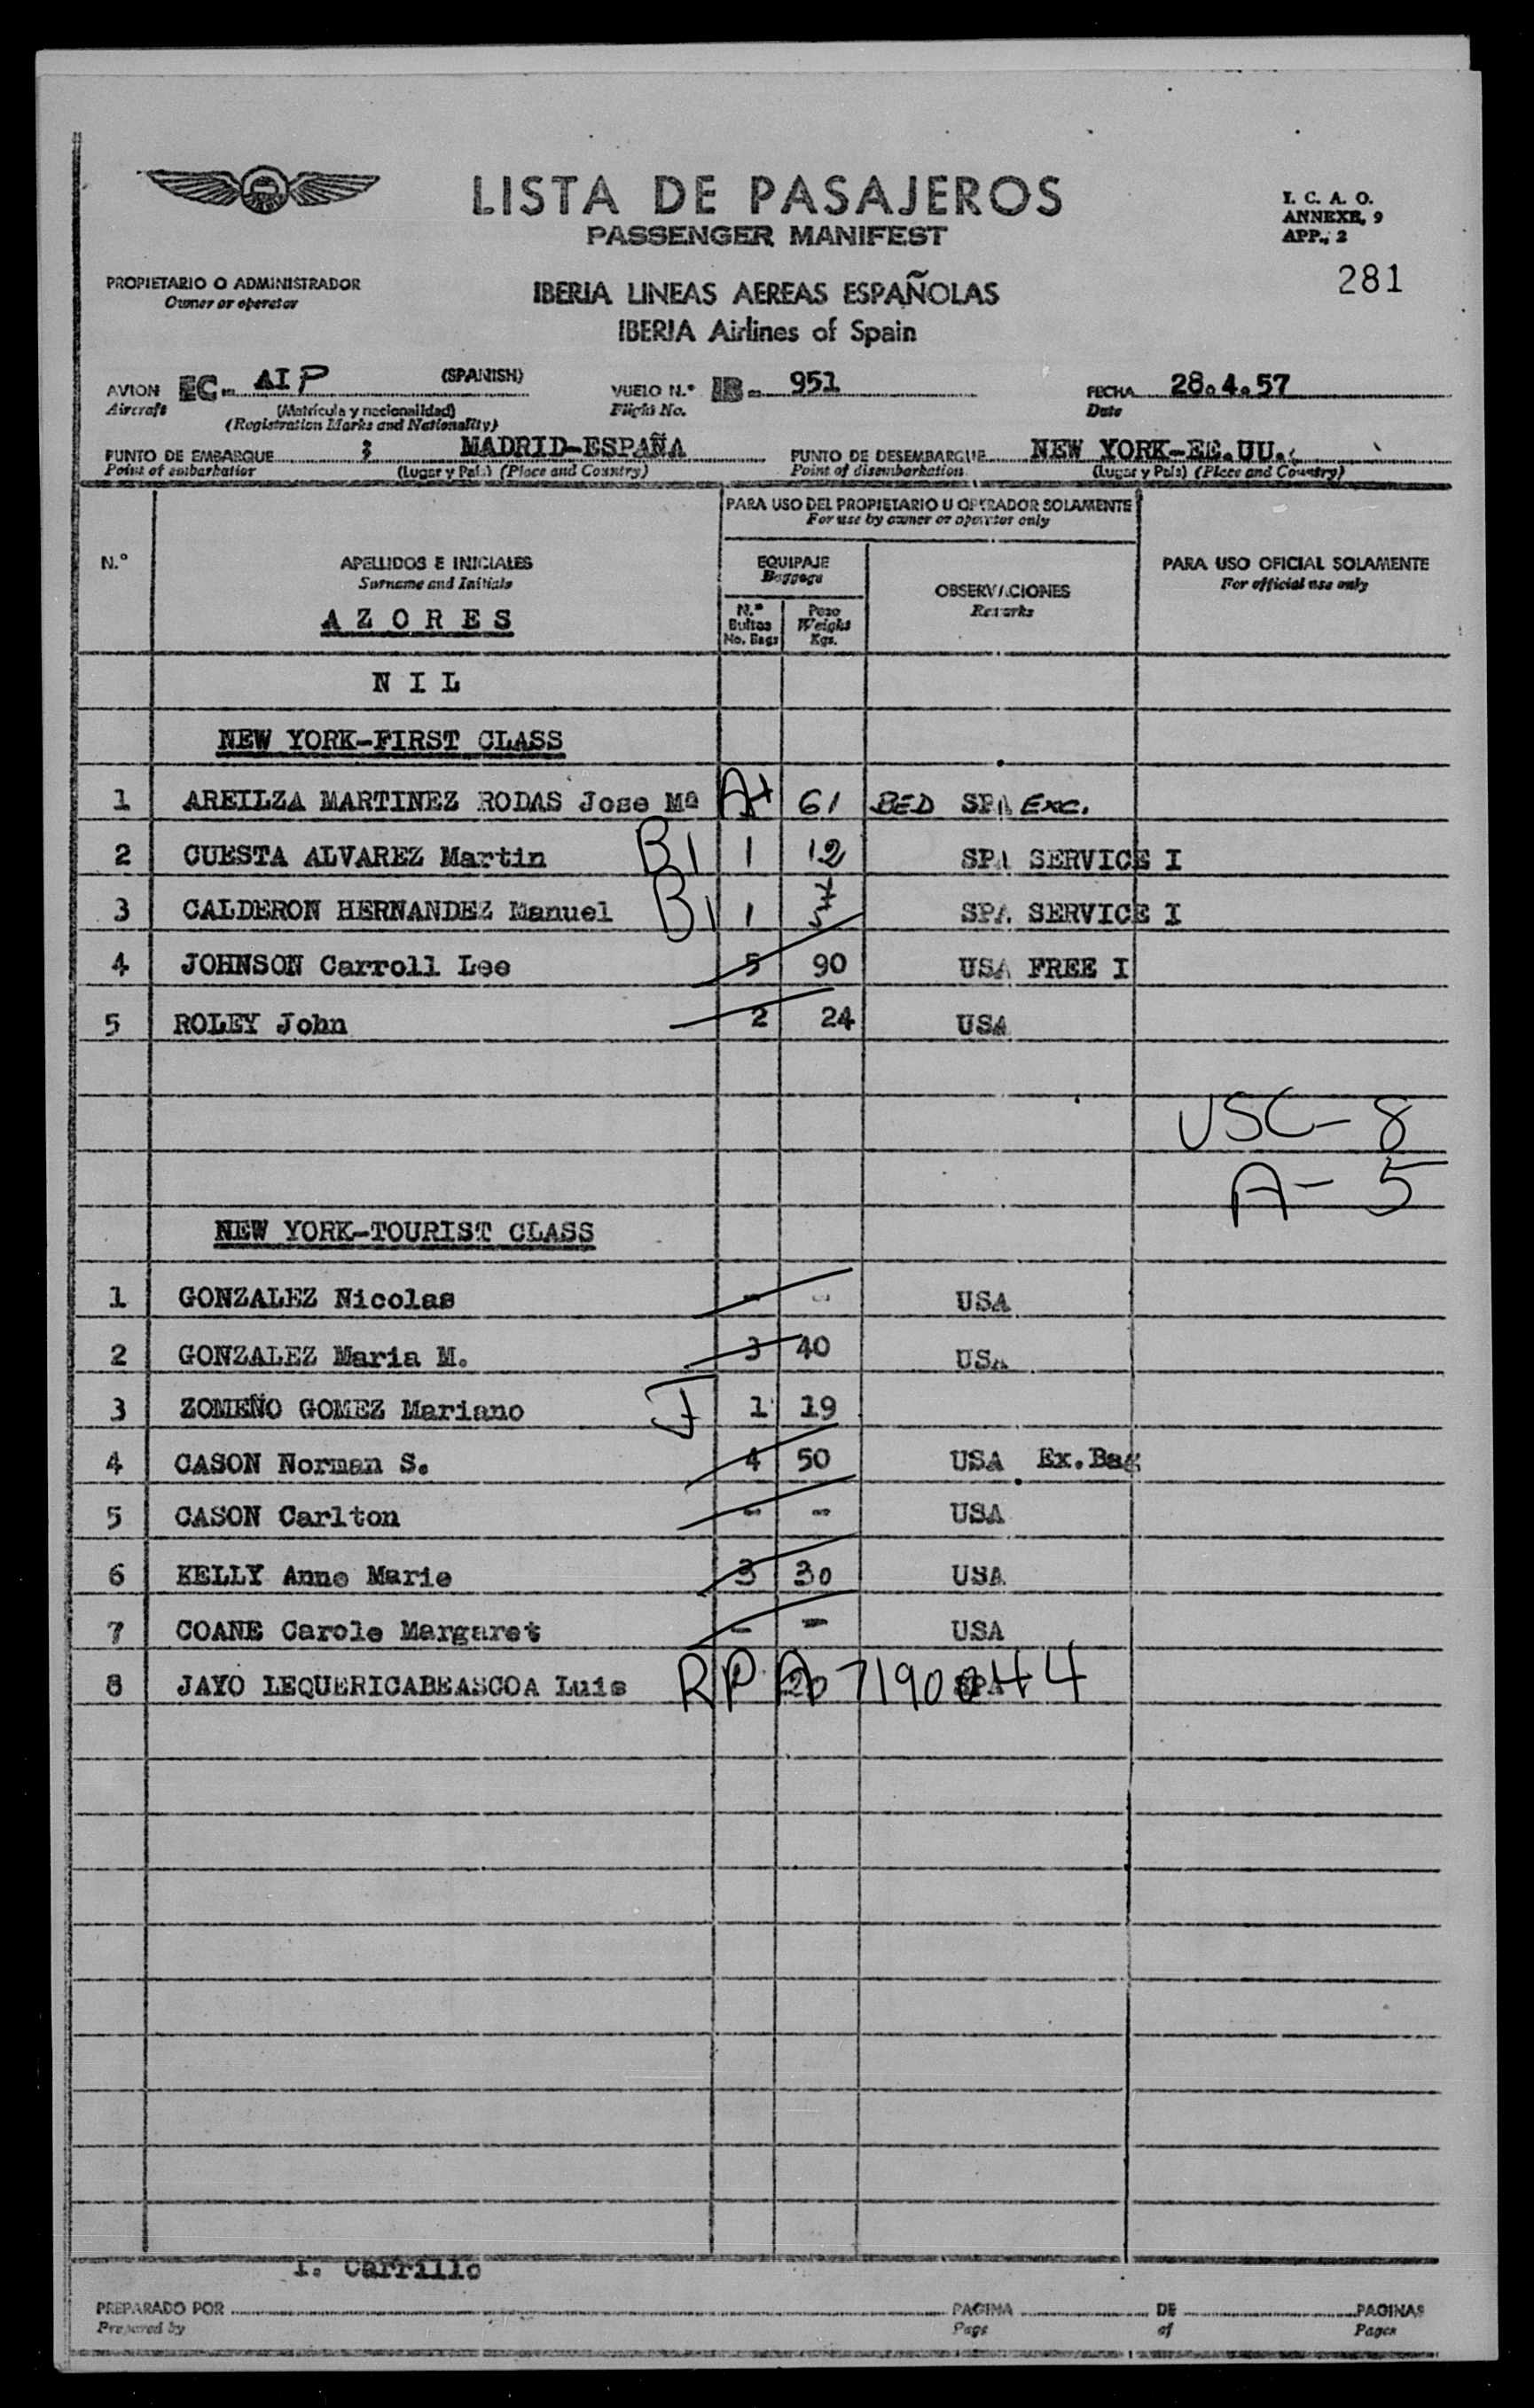 LISTA DE PASAJEROS
PASSENGER MANIFEST
I. C. A. O.
ANNEXE, 9
APP., 2
281
PROPIETARIO O ADMINISTRADOR
Owner or operator
IBERIA LINEAS AEREAS ESPAÑOLAS
IBERIA Airlines of Spain
AVION EC- AIP (SPANISH) VUELO N.º IB- 951 FECHA 28.4.57
Aircraft (Matrícula y nacionalidad) Flight No. Date
(Registration Marks and Nationality)
PUNTO DE EMBARQUE : MADRID-ESPAÑA PUNTO DE DESEMBARQUE NEW YORK-EE.UU.
Point of embarkation (Lugar y País) (Place and Country) Point of disembarkation (Lugar y País) (Place and Country)
PARA USO DEL PROPIETARIO U OPERADOR SOLAMENTE
For use by owner or operator only
N.º APELLIDOS E INICIALES EQUIPAJE PARA USO OFICIAL SOLAMENTE
Surname and Initials Baggage OBSERVACIONES For official use only
Remarks
AZORES N.º Bultos No. Bags Peso Weight Kgs.
NIL
NEW YORK-FIRST CLASS
1 AREILZA MARTINEZ RODAS Jose Mª 61 BED SPA Exc.
2 CUESTA ALVAREZ Martin B1 1 12 SPA SERVICE I
3 CALDERON HERNANDEZ Manuel B1 1 SPA SERVICE I
4 JOHNSON Carroll Lee 5 90 USA FREE I
5 ROLEY John 2 24 USA
USC- 8
A- 5
NEW YORK-TOURIST CLASS
1 GONZALEZ Nicolas - - USA
2 GONZALEZ Maria M. 3 40 USA
3 ZOMEÑO GOMEZ Mariano J 1 19
4 CASON Norman S. 4 50 USA Ex.Bag
5 CASON Carlton - - USA
6 KELLY Anne Marie 3 30 USA
7 COANE Carole Margaret - - USA
8 JAYO LEQUERICABEASCOA Luis RPA 20 SPA
I. Carrillo
PREPARADO POR PAGINA DE PAGINAS
Prepared by Page of Pages